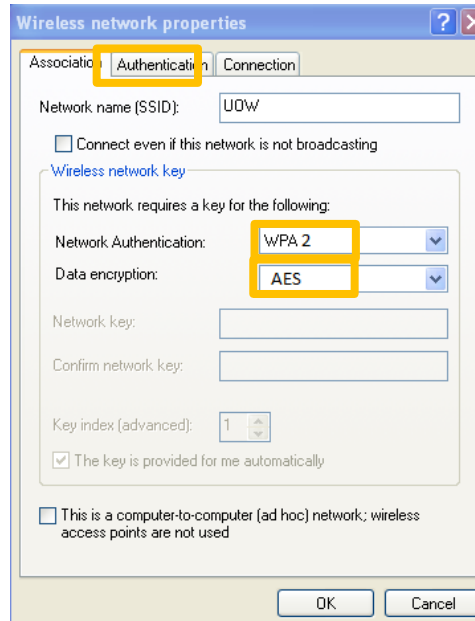 Wireless network properties
?
Association Authentication Connection
Network name (SSID): UOW
Connect even if this network is not broadcasting
Wireless network key
This network requires a key for the following:
Network Authentication: WPA 2
Data encryption: AES
Network key:
Confirm network key:
Key index (advanced): 1
The key is provided for me automatically
This is a computer-to-computer (ad hoc) network; wireless
access points are not used
OK Cancel